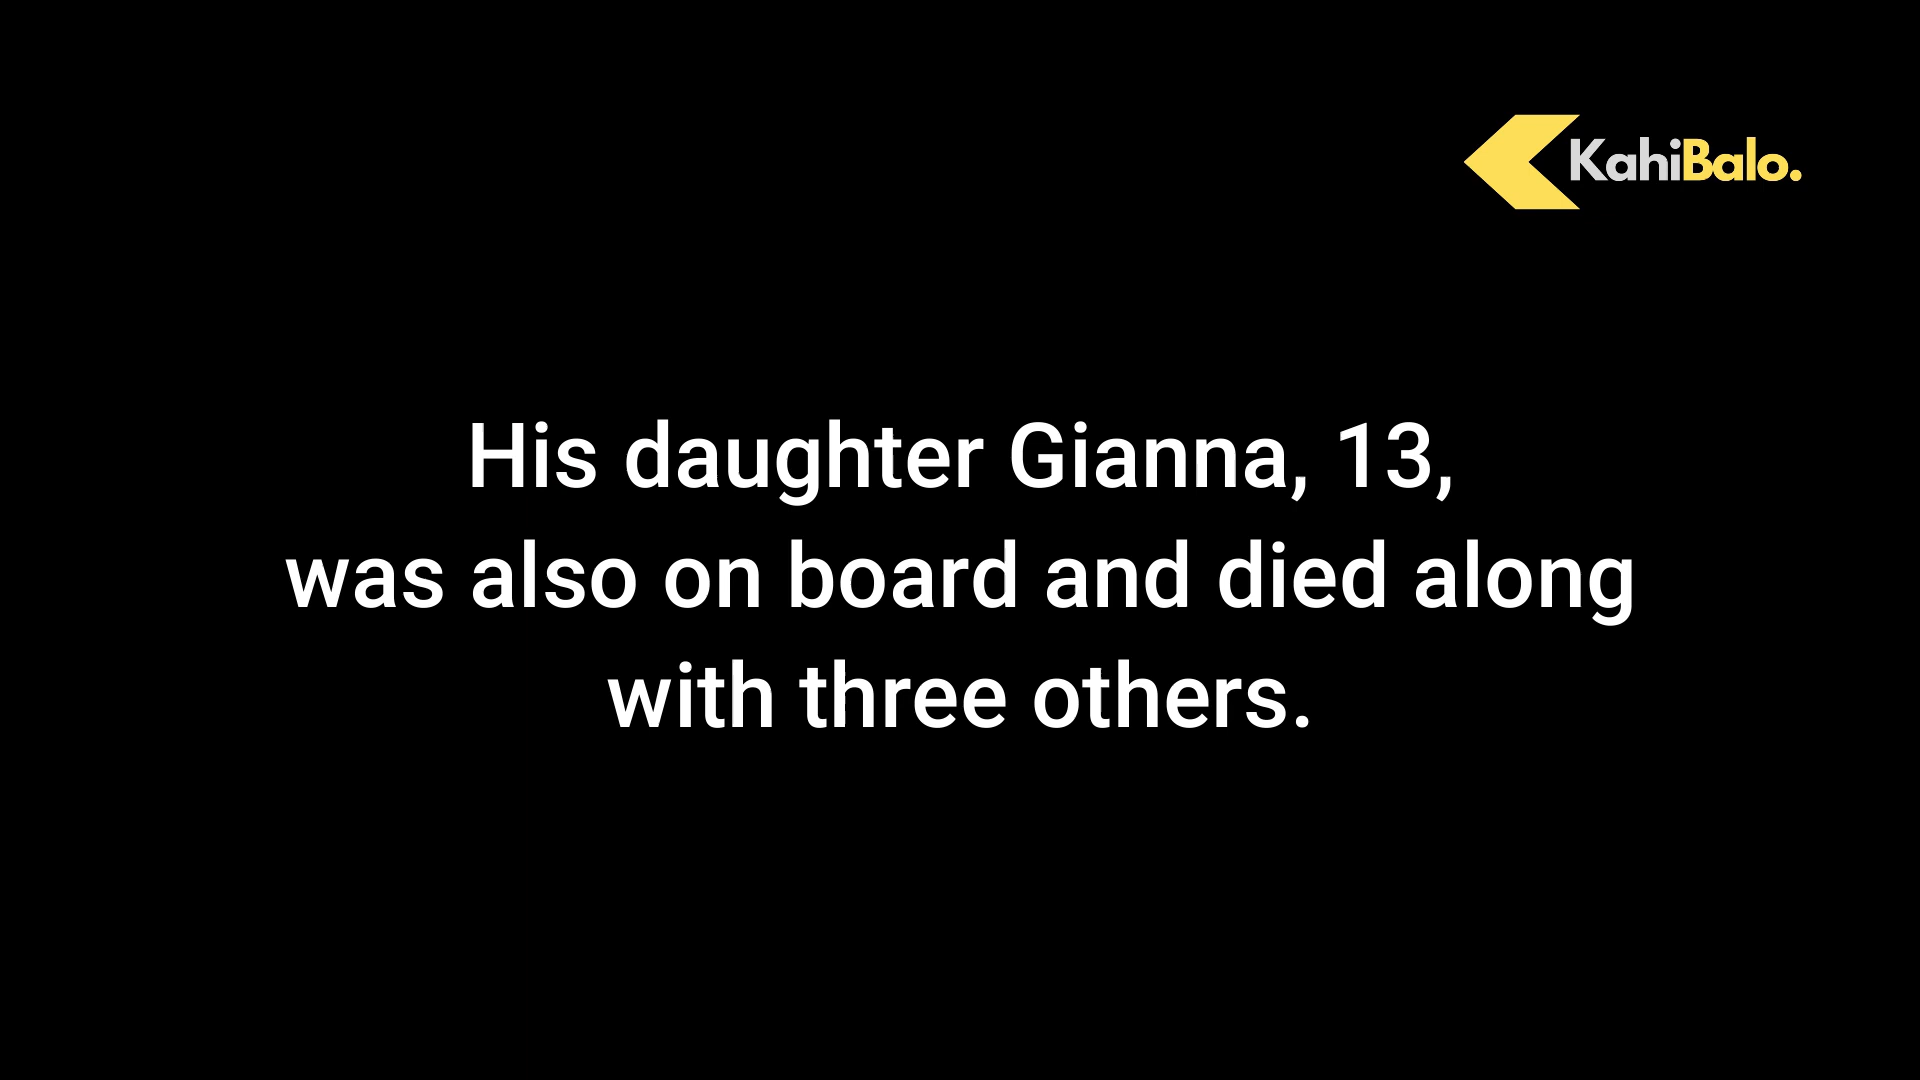 KahiBalo.
His daughter Gianna, 13,
was also on board and died along
with three others.